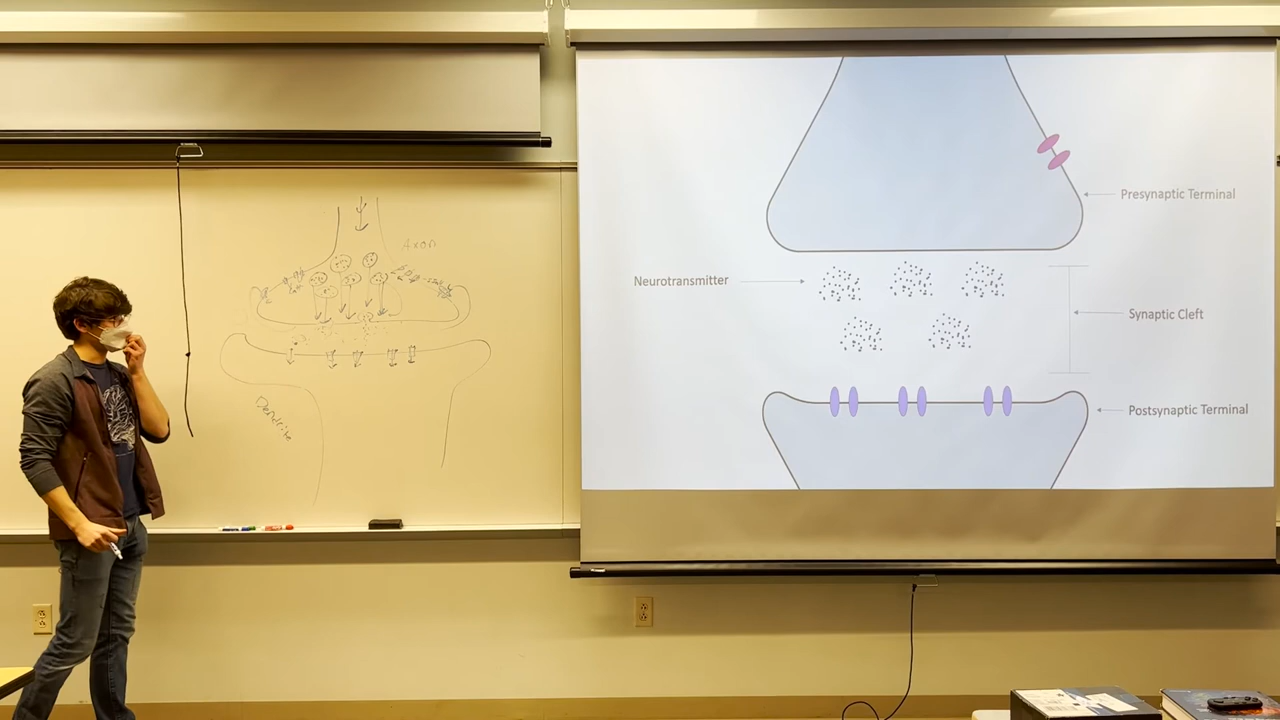 Axon
Dendrite
Presynaptic Terminal
Neurotransmitter
Synaptic Cleft
Postsynaptic Terminal